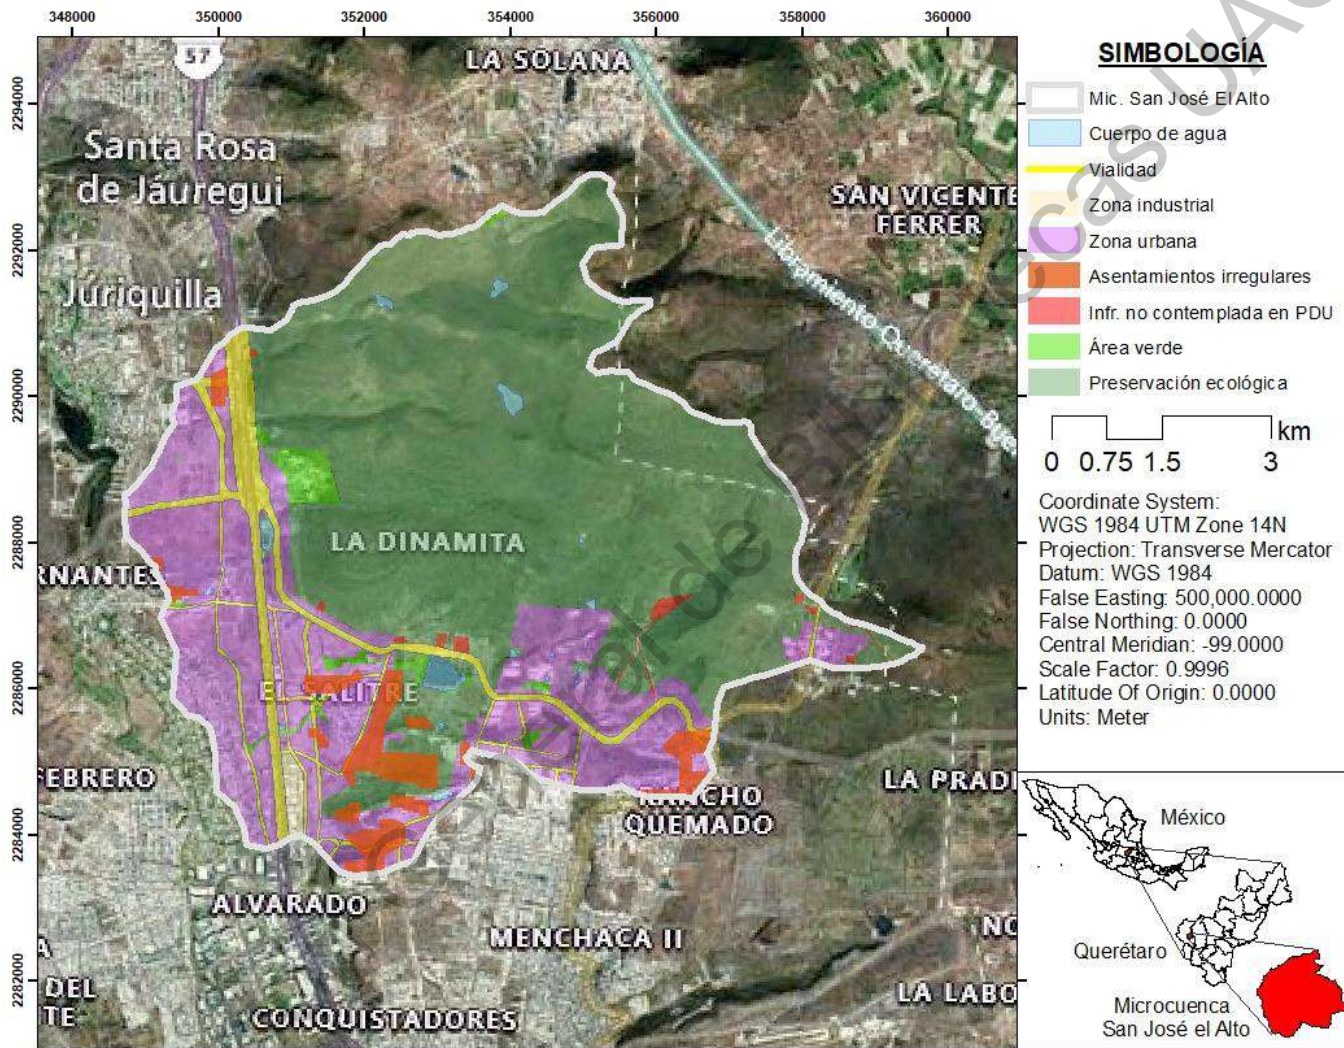 348000 350000 352000 354000 356000 358000 360000
2294000
2292000
2290000
2288000
2286000
2284000
2282000
57
LA SOLANA
Santa Rosa
de Jáuregui
SAN VICENTE
FERRER
Juriquilla
Libramiento Queretaro
LA DINAMITA
RNANTES
EL SALITRE
FEBRERO
LA PRADE
RANCHO
QUEMADO
ALVARADO
MENCHACA II
NO
A
DEL
TE
LA LABO
CONQUISTADORES
SIMBOLOGÍA
Mic. San José El Alto
Cuerpo de agua
Vialidad
Zona industrial
Zona urbana
Asentamientos irregulares
Infr. no contemplada en PDU
Área verde
Preservación ecológica
km
0 0.75 1.5 3
Coordinate System:
WGS 1984 UTM Zone 14N
Projection: Transverse Mercator
Datum: WGS 1984
False Easting: 500,000.0000
False Northing: 0.0000
Central Meridian: -99.0000
Scale Factor: 0.9996
Latitude Of Origin: 0.0000
Units: Meter
México
Querétaro
Microcuenca
San José el Alto